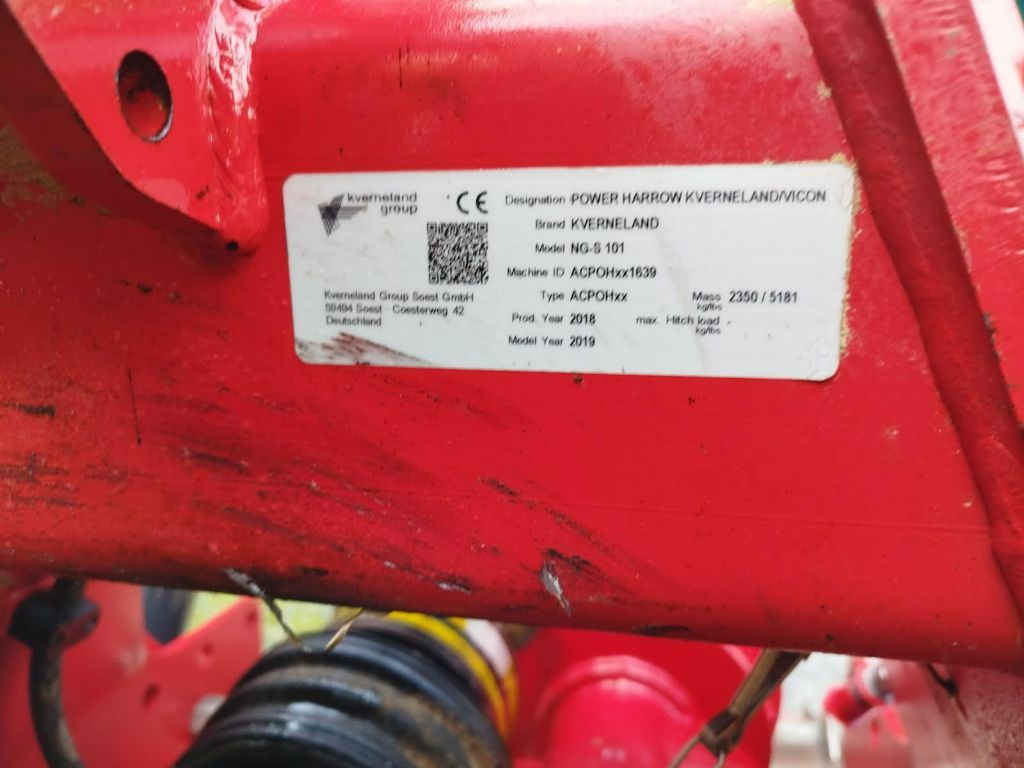 kverneland
group
CE
Kverneland Group Soest GmbH
59494 Soest - Coesterweg 42
Deutschland
Designation POWER HARROW KVERNELAND/VICON
Brand KVERNELAND
Model NG-S 101
Machine ID ACPOHxx1639
Type ACPOHxx
Mass 2350 / 5181
kg/lbs
Prod. Year 2018
max. Hitch load -
kg/lbs
Model Year 2019